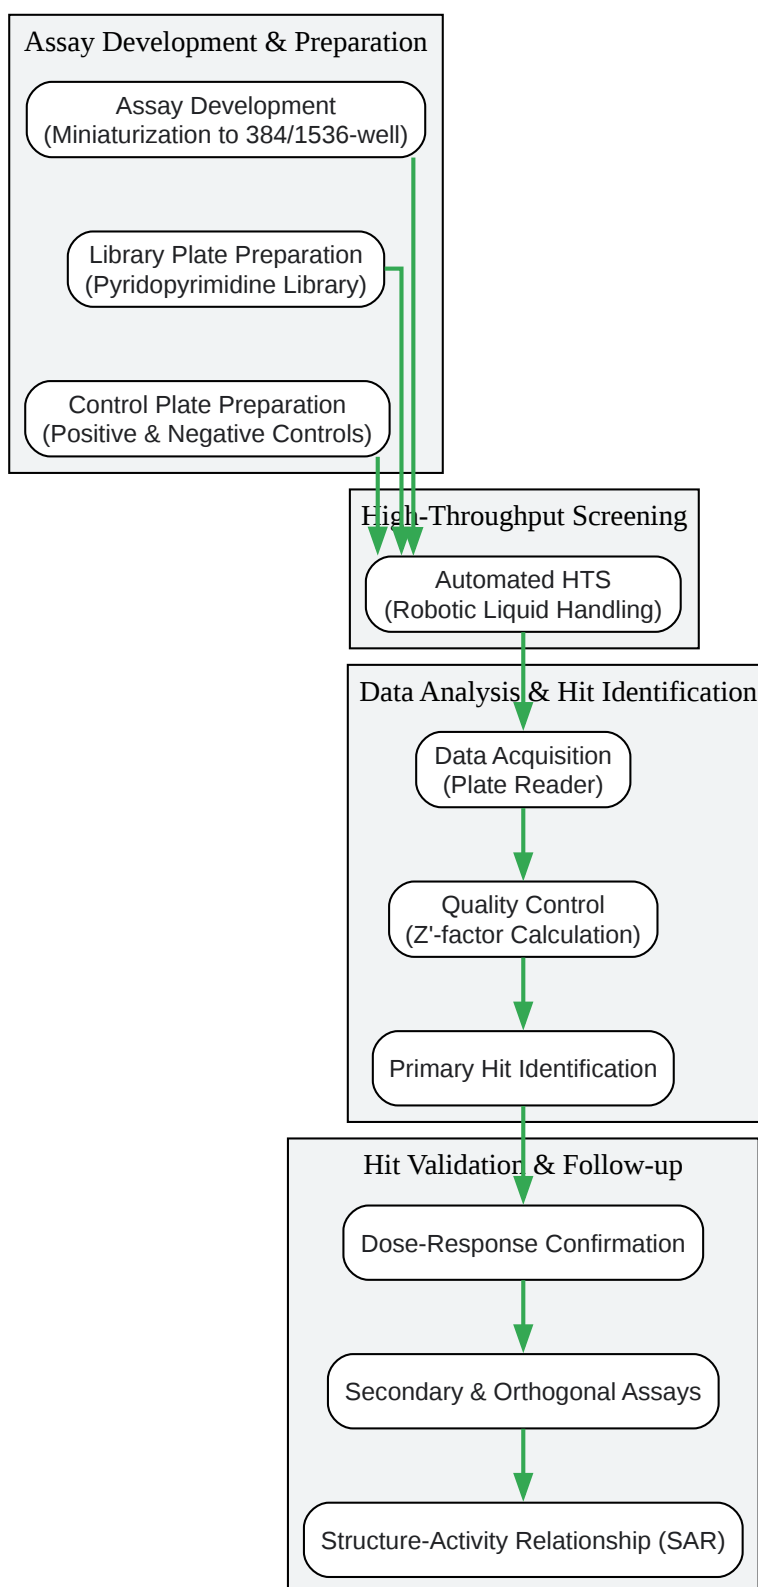 Assay Development & Preparation
Assay Development
(Miniaturization to 384/1536-well)
Library Plate Preparation
(Pyridopyrimidine Library)
Control Plate Preparation
(Positive & Negative Controls)
High-Throughput Screening
Automated HTS
(Robotic Liquid Handling)
Data Analysis & Hit Identification
Data Acquisition
(Plate Reader)
Quality Control
(Z'-factor Calculation)
Primary Hit Identification
Hit Validation & Follow-up
Dose-Response Confirmation
Secondary & Orthogonal Assays
Structure-Activity Relationship (SAR)